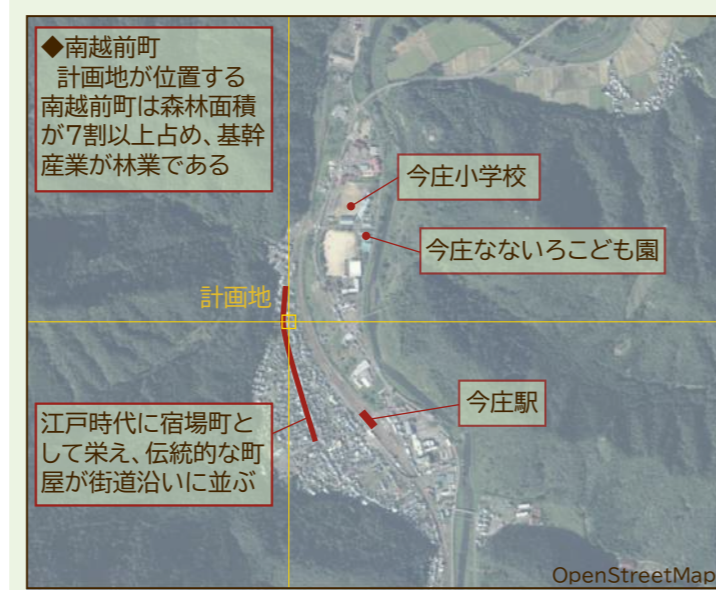 ◆南越前町
計画地が位置する
南越前町は森林面積
が7割以上占め、基幹
産業が林業である
今庄小学校
今庄なないろこども園
計画地
今庄駅
江戸時代に宿場町と
して栄え、伝統的な町
屋が街道沿いに並ぶ
OpenStreetMap